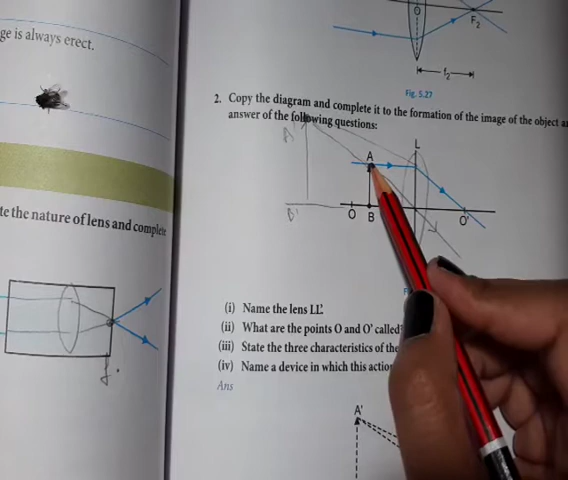 ge is always erect.
te the nature of lens and complete
f.
F₂
f₂
Fig. 5.27
2. Copy the diagram and complete it to the formation of the image of the object a
answer of the following questions:
A'
L
A
B'
O
B
O'
(i) Name the lens LL'.
(ii) What are the points O and O' called
(iii) State the three characteristics of the
(iv) Name a device in which this actio
Ans
A'